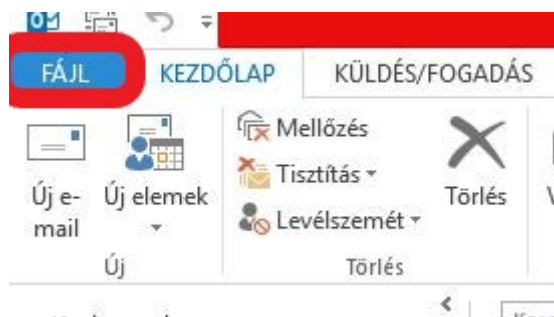 FÁJL KEZDŐLAP KÜLDÉS/FOGADÁS
Új e-
mail
Új elemek
Mellőzés
Tisztítás
Levélszemét
Törlés
Új
Törlés